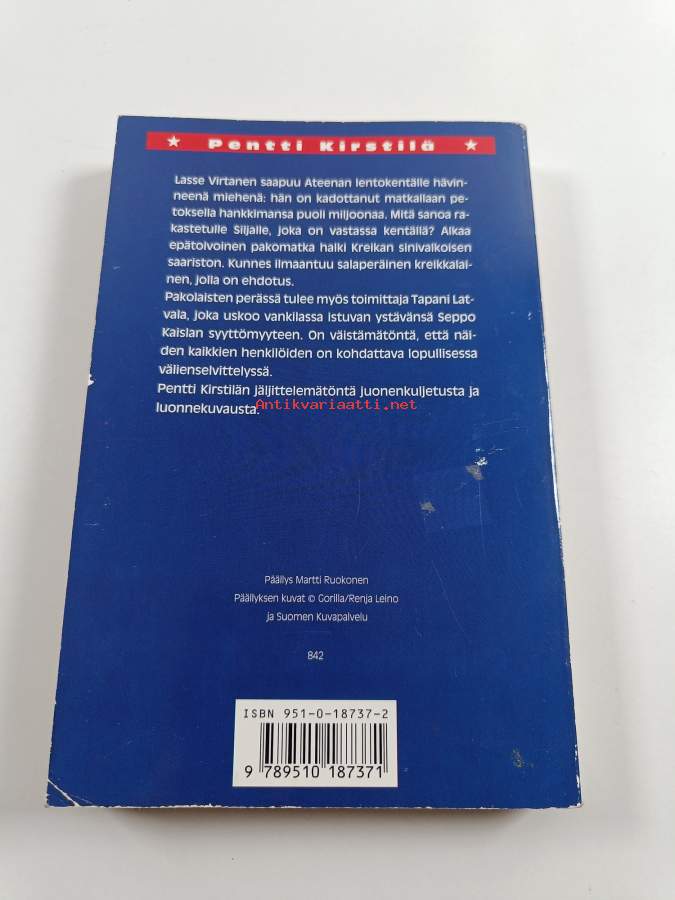 Pentti Kirstilä
Lasse Virtanen saapuu Ateenan lentokentälle hävin-
neenä miehenä: hän on kadottanut matkallaan pe-
toksella hankkimansa puoli miljoonaa. Mitä sanoa ra-
kastetulle Siljalle, joka on vastassa kentällä? Alkaa
epätoivoinen pakomatka halki Kreikan sinivalkoisen
saariston. Kunnes ilmaantuu salaperäinen kreikkalai-
nen, jolla on ehdotus.
Pakolaisten perässä tulee myös toimittaja Tapani Lat-
vala, joka uskoo vankilassa istuvan ystävänsä Seppo
Kaislan syyttömyyteen. On väistämätöntä, että näi-
den kaikkien henkilöiden on kohdattava lopullisessa
välienselvittelyssä.
Pentti Kirstilän jäljittelemätöntä juonenkuljetusta ja
luonnekuvausta.
Antikvariaatti.net
Päällys Martti Ruokonen
Päällyksen kuvat © Gorilla/Renja Leino
ja Suomen Kuvapalvelu
842
ISBN 951-0-18737-2
9 789510 187371